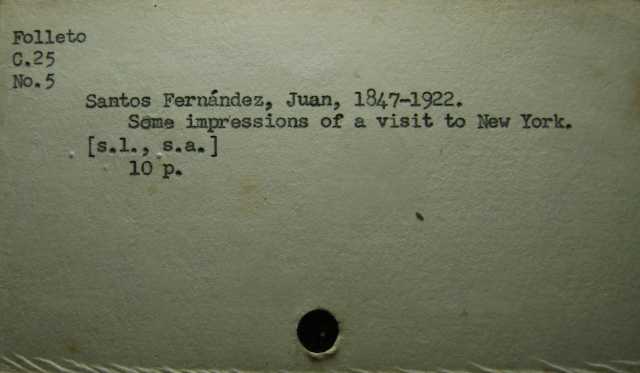 Folleto
C.25
No.5
Santos Fernández, Juan, 1847-1922.
Some impressions of a visit to New York.
[s.l., s.a.]
10 p.